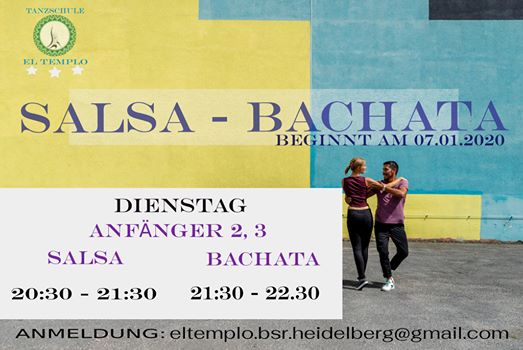 TANZSCHULE
EL TEMPLO
SALSA - BACHATA
BEGINNT AM 07.01.2020
DIENSTAG
ANFÄNGER 2, 3
SALSA BACHATA
20:30 - 21:30 21:30 - 22.30
ANMELDUNG: eltemplo.bsr.heidelberg@gmail.com